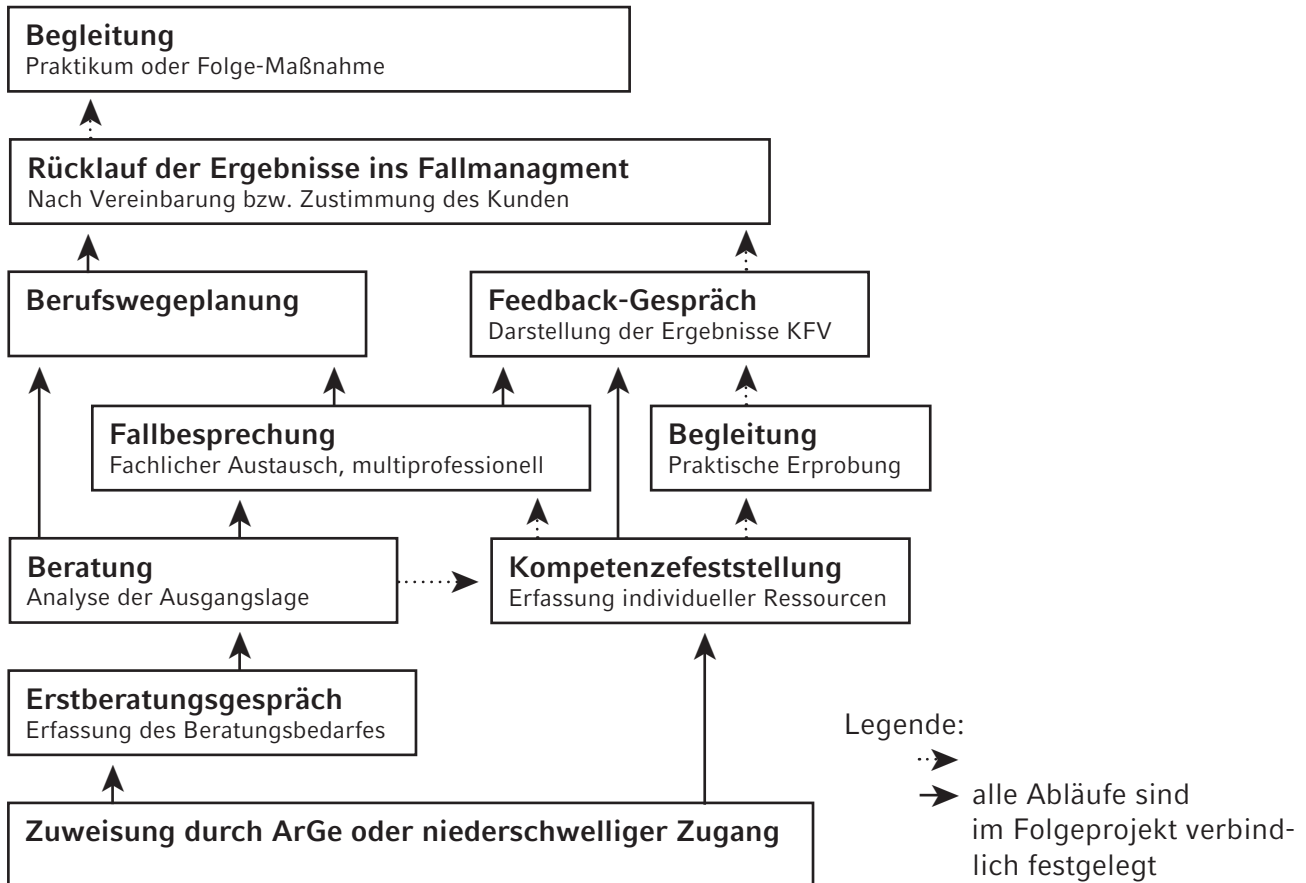 Begleitung
Praktikum oder Folge-Maßnahme
Rücklauf der Ergebnisse ins Fallmanagment
Nach Vereinbarung bzw. Zustimmung des Kunden
Berufswegeplanung
Feedback-Gespräch
Darstellung der Ergebnisse KFV
Fallbesprechung
Fachlicher Austausch, multiprofessionell
Begleitung
Praktische Erprobung
Beratung
Analyse der Ausgangslage
Kompetenzefeststellung
Erfassung individueller Ressourcen
Erstberatungsgespräch
Erfassung des Beratungsbedarfes
Zuweisung durch ArGe oder niederschwelliger Zugang
Legende:
alle Abläufe sind
im Folgeprojekt verbind-
lich festgelegt